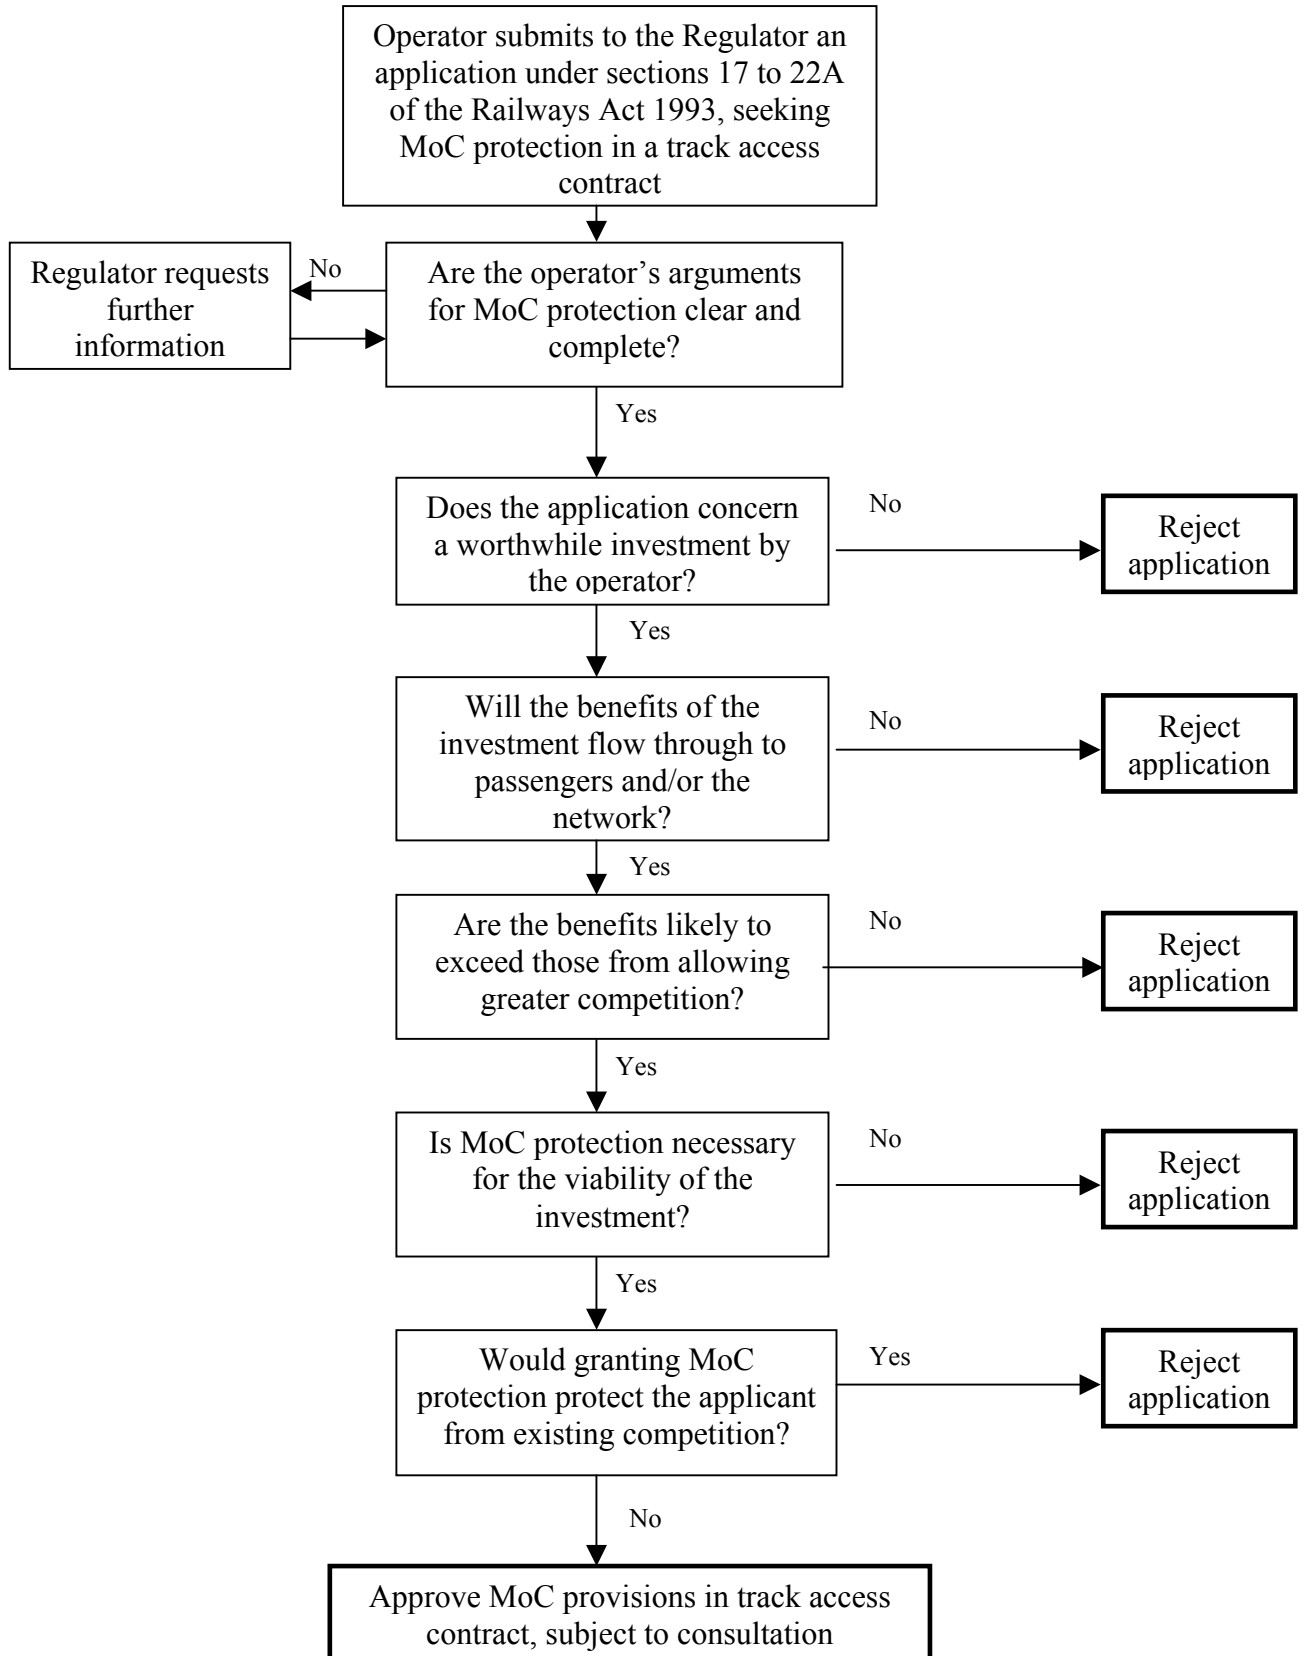 Operator submits to the Regulator an
application under sections 17 to 22A
of the Railways Act 1993, seeking
MoC protection in a track access
contract
Regulator requests
further
information
No
Are the operator’s arguments
for MoC protection clear and
complete?
Yes
Does the application concern
a worthwhile investment by
the operator?
No
Reject
application
Yes
Will the benefits of the
investment flow through to
passengers and/or the
network?
No
Reject
application
Yes
Are the benefits likely to
exceed those from allowing
greater competition?
No
Reject
application
Yes
Is MoC protection necessary
for the viability of the
investment?
No
Reject
application
Yes
Would granting MoC
protection protect the applicant
from existing competition?
Yes
Reject
application
No
Approve MoC provisions in track access
contract, subject to consultation